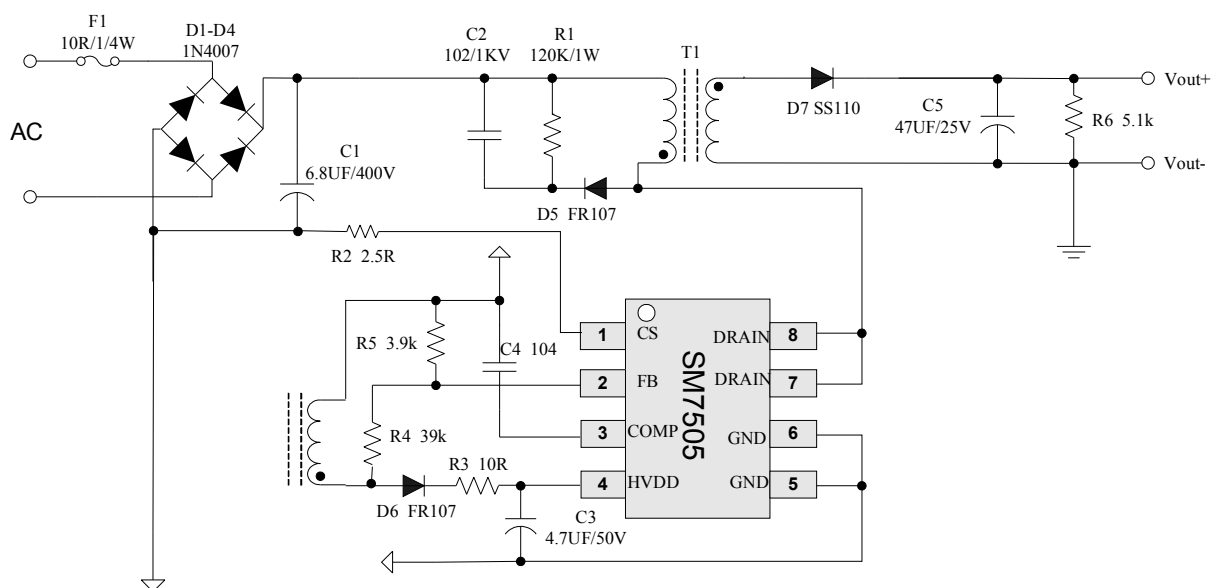 F1
10R/1/4W
D1-D4
1N4007
C2
102/1KV
R1
120K/1W
T1
D7 SS110
C5
47UF/25V
R6 5.1k
Vout+
Vout-
AC
C1
6.8UF/400V
D5 FR107
R2 2.5R
R5 3.9k
C4 104
R4 39k
R3 10R
D6 FR107
C3
4.7UF/50V
1
CS
2
FB
3
COMP
4
HVDD
SM7505
DRAIN
8
DRAIN
7
GND
6
GND
5